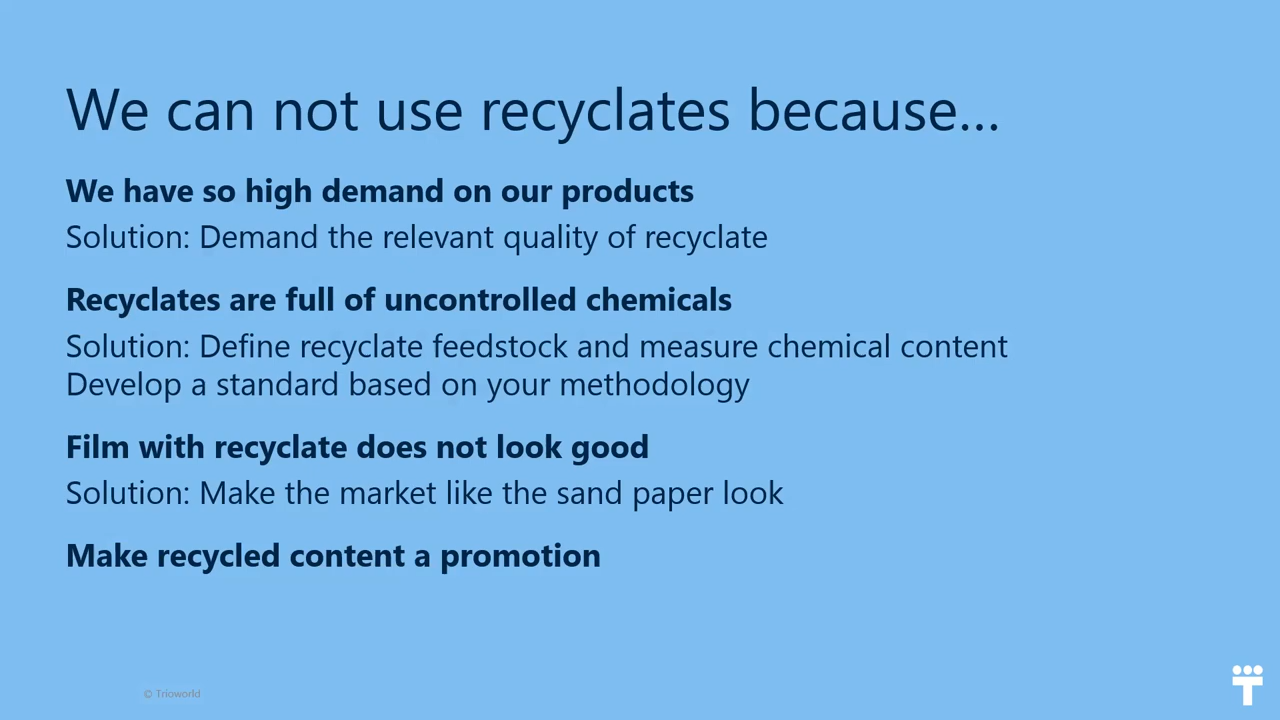 We can not use recyclates because...
We have so high demand on our products
Solution: Demand the relevant quality of recyclate
Recyclates are full of uncontrolled chemicals
Solution: Define recyclate feedstock and measure chemical content
Develop a standard based on your methodology
Film with recyclate does not look good
Solution: Make the market like the sand paper look
Make recycled content a promotion
© Trioworld